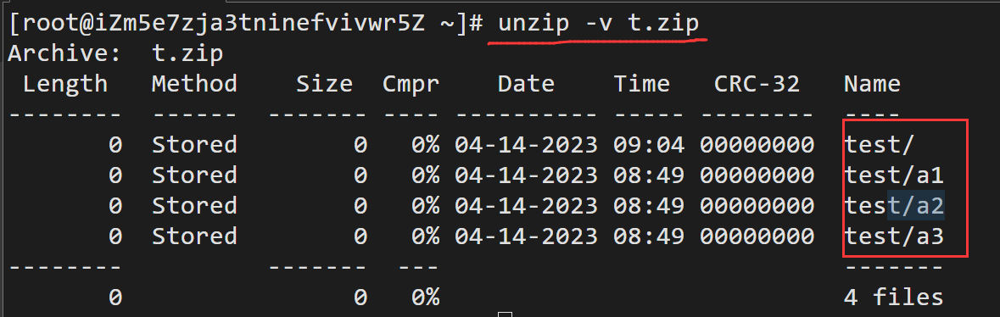 [root@iZm5e7zja3tninefvivwr5Z ~]# unzip -v t.zip
Archive:  t.zip
 Length   Method    Size  Cmpr    Date    Time   CRC-32   Name
--------  ------  ------- ---- ---------- ----- --------  ----
       0  Stored        0   0% 04-14-2023 09:04 00000000  test/
       0  Stored        0   0% 04-14-2023 08:49 00000000  test/a1
       0  Stored        0   0% 04-14-2023 08:49 00000000  test/a2
       0  Stored        0   0% 04-14-2023 08:49 00000000  test/a3
--------          -------  ---                            -------
       0                0   0%                            4 files